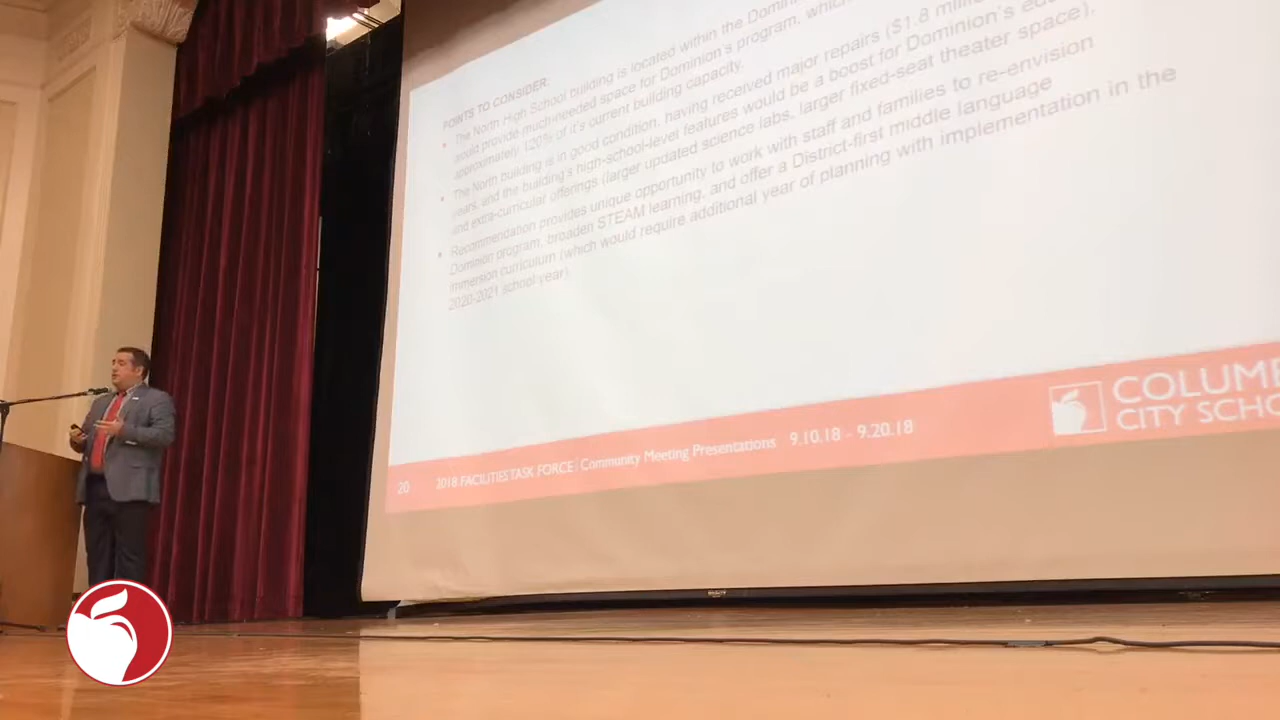 POINTS TO CONSIDER:
The North High School building is located within the
would provide much-needed space for Dominion's program, which
approximately 120% of it's current building capacity.
The North building is in good condition, having received major repairs ($1.8
years, and the building's high-school-level features would be a boost for Dominion's
and extra-curricular offerings (larger updated science labs, larger fixed-seat theater space).
Recommendation provides unique opportunity to work with staff and families to re-envision
Dominion program, broaden STEAM learning, and offer a District-first middle language
immersion curriculum (which would require additional year of planning with implementation in the
2020-2021 school year)
20 2018 FACILITIES TASK FORCE | Community Meeting Presentations 9.10.18 - 9.20.18
CITY